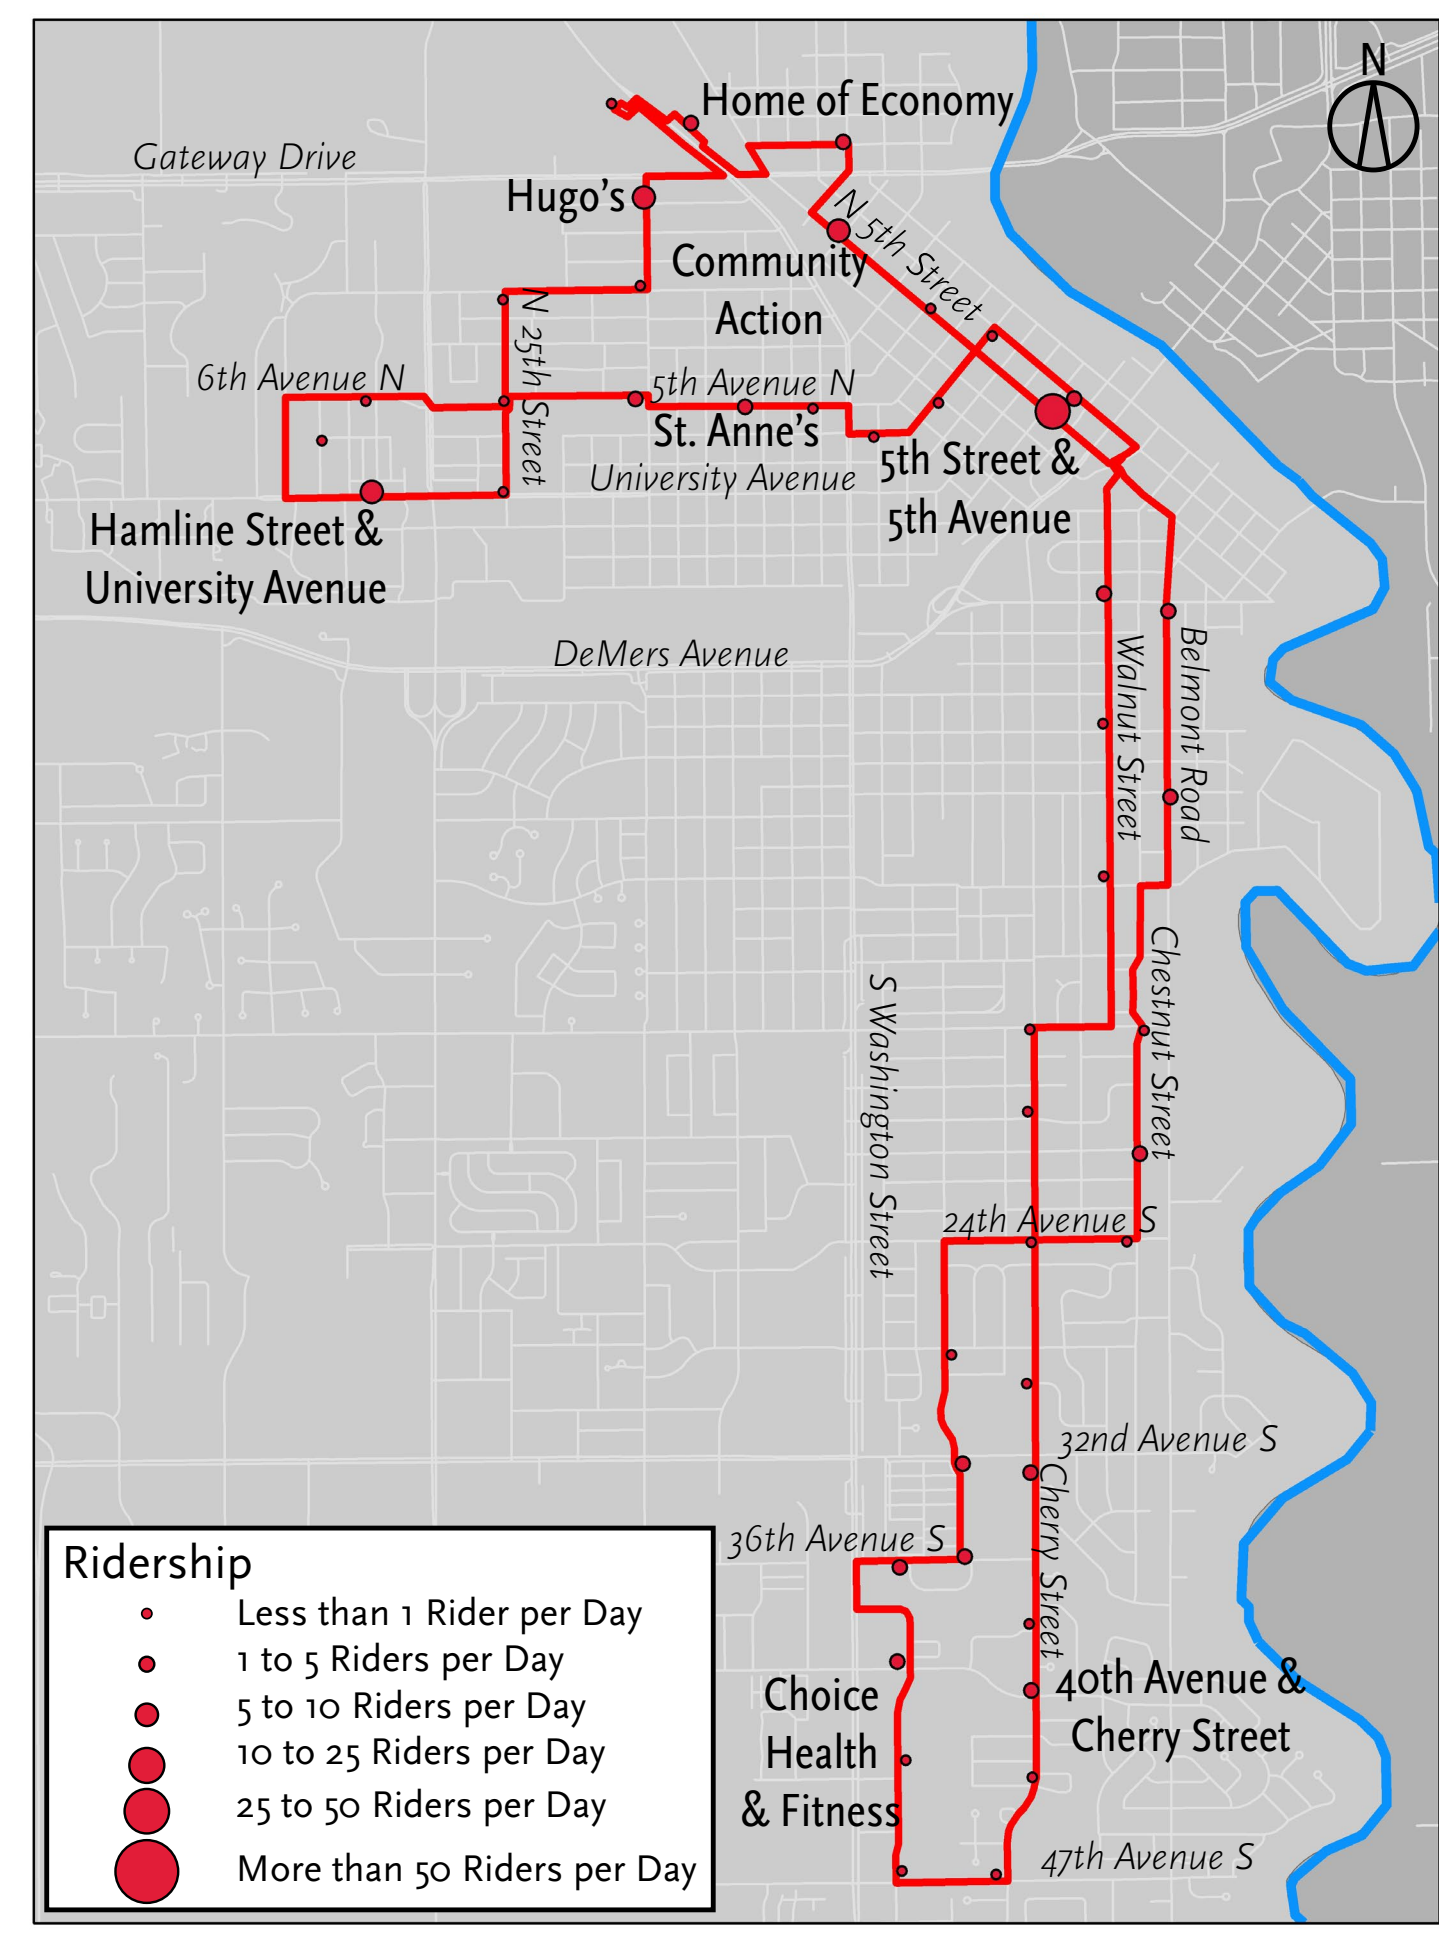 N
Home of Economy
Gateway Drive
Hugo's
N 5th Street
Community
Action
N 25th Street
6th Avenue N
5th Avenue N
St. Anne's
University Avenue
5th Street &
5th Avenue
Hamline Street &
University Avenue
DeMers Avenue
Walnut Street
Belmont Road
Chestnut Street
S Washington Street
24th Avenue S
32nd Avenue S
Cherry Street
36th Avenue S
40th Avenue &
Cherry Street
Choice
Health
& Fitness
47th Avenue S
Ridership
Less than 1 Rider per Day
1 to 5 Riders per Day
5 to 10 Riders per Day
10 to 25 Riders per Day
25 to 50 Riders per Day
More than 50 Riders per Day